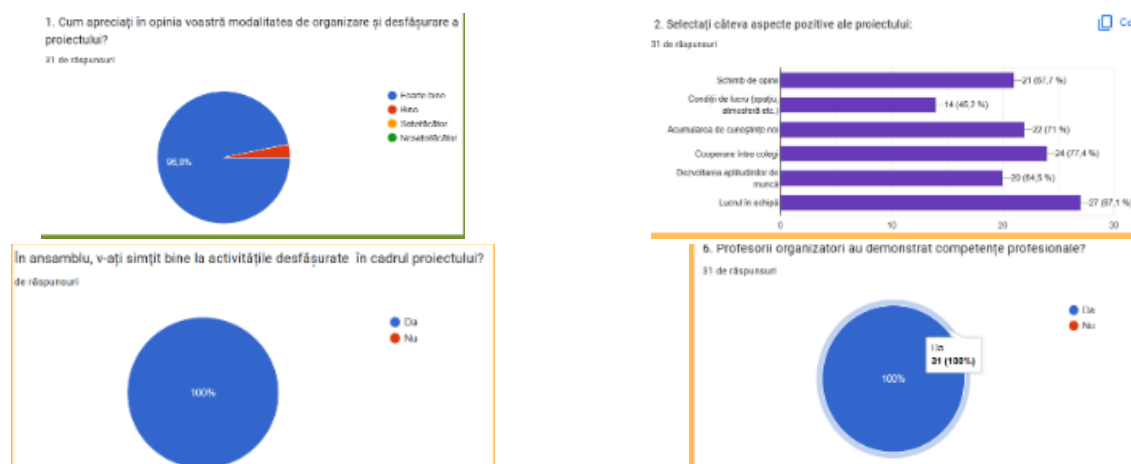 1. Cum apreciați în opinia voastră modalitatea de organizare și desfășurare a
proiectului?
31 de răspunsuri
Foarte bine
Bine
Satisfăcător
Nesatisfăcător
96,8%
2. Selectați câteva aspecte pozitive ale proiectului:
Co
31 de răspunsuri
Schimb de opinii
21 (67,7 %)
Condiții de lucru (spațiu,
atmosferă etc.)
14 (45,2 %)
Acumularea de cunoștințe noi
22 (71 %)
Cooperare între colegi
24 (77,4 %)
Dezvoltarea aptitudinilor de
muncă
20 (64,5 %)
Lucrul în echipă
27 (87,1 %)
0
10
20
30
În ansamblu, v-ați simțit bine la activitățile desfășurate în cadrul proiectului?
de răspunsuri
Da
Nu
100%
6. Profesorii organizatori au demonstrat competențe profesionale?
31 de răspunsuri
Da
Nu
Da
31 (100%)
100%